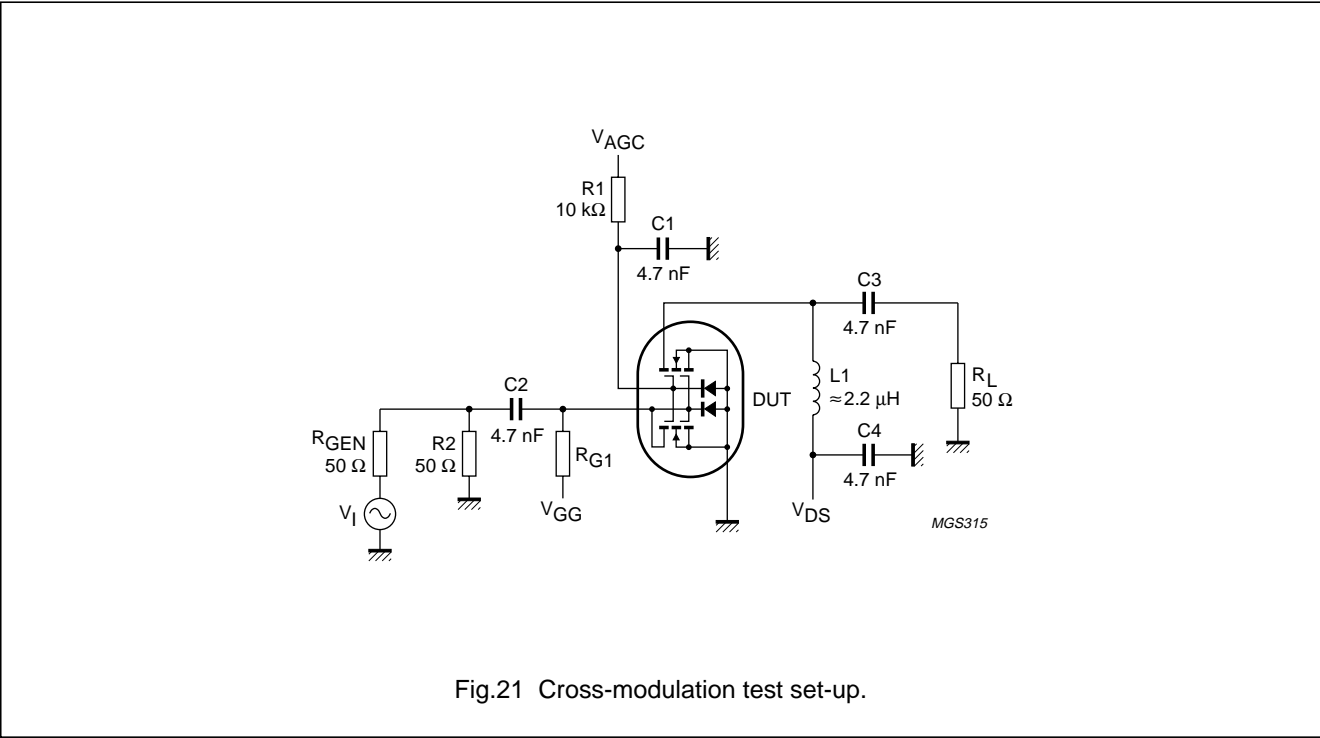 VAGC
R1
10 kΩ
C1
4.7 nF
C3
4.7 nF
L1
≈2.2 μH
RL
50 Ω
DUT
C2
4.7 nF
RGEN
50 Ω
R2
50 Ω
RG1
C4
4.7 nF
VI
VGG
VDS
MGS315
Fig.21 Cross-modulation test set-up.